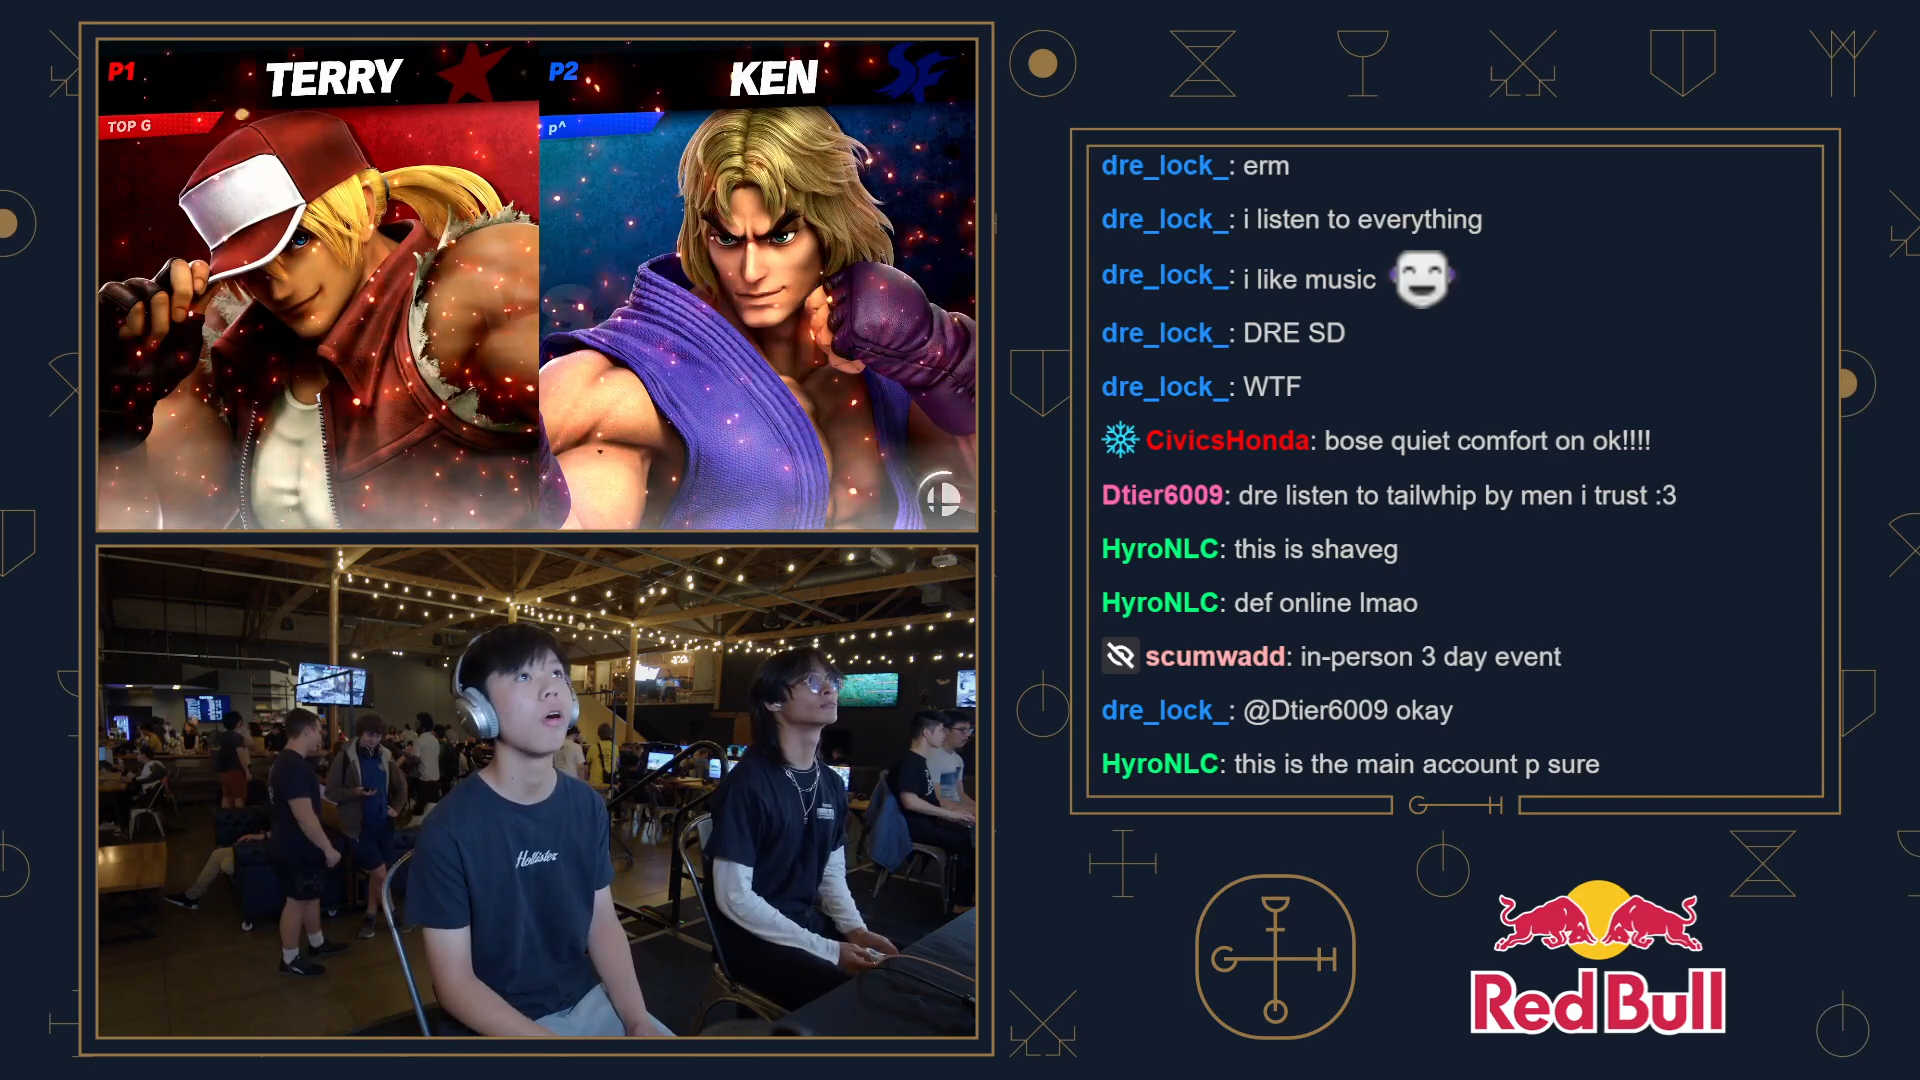 P1
TERRY
TOP G
P2
KEN
SF
p^
dre_lock_: erm
dre_lock_: i listen to everything
dre_lock_: i like music
dre_lock_: DRE SD
dre_lock_: WTF
CivicsHonda: bose quiet comfort on ok!!!!
Dtier6009: dre listen to tailwhip by men i trust :3
HyroNLC: this is shaveg
HyroNLC: def online lmao
scumwadd: in-person 3 day event
dre_lock_: @Dtier6009 okay
HyroNLC: this is the main account p sure
G H
Hollister
G H
Red Bull